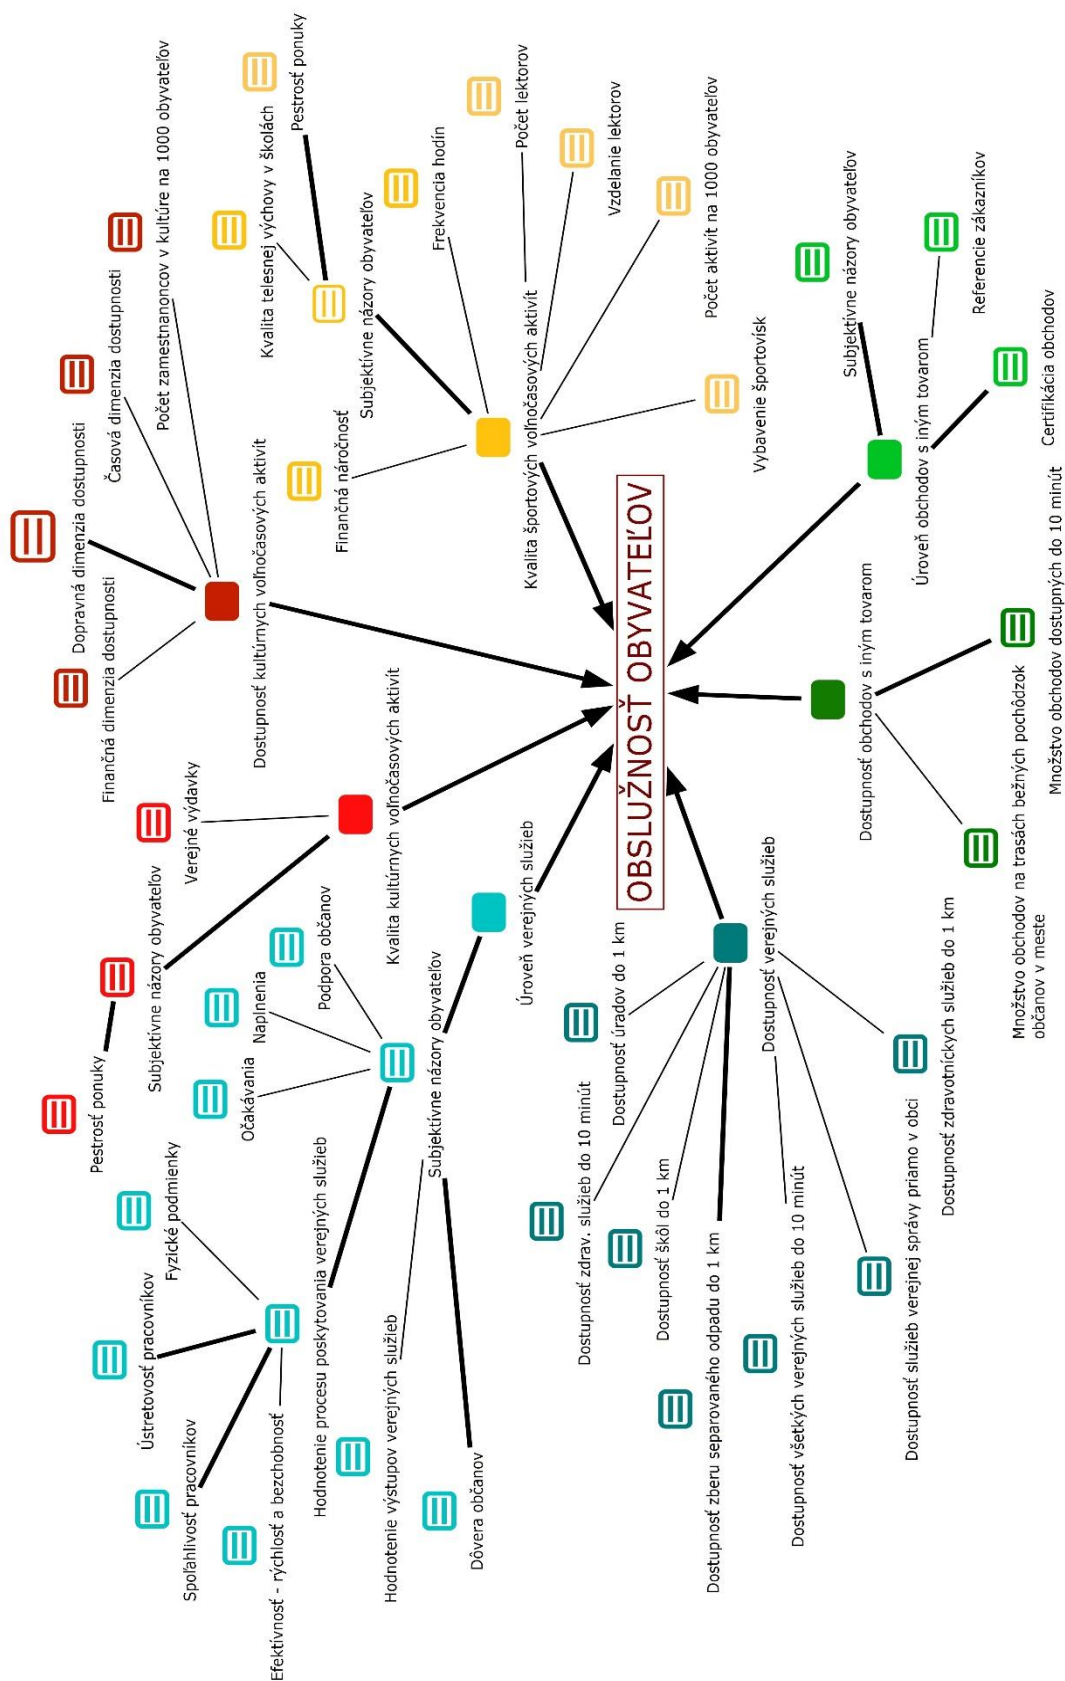 Spoľahlivosť pracovníkov
Ústretovosť pracovníkov
Fyzické podmienky
Efektívnosť - rýchlosť a bezchobnosť
Hodnotenie procesu poskytovania verejných služieb
Hodnotenie výstupov verejných služieb
Dôvera občanov
Očakávania
Naplnenia
Podpora občanov
Subjektívne názory obyvateľov
Úroveň verejných služieb
Pestrosť ponuky
Subjektívne názory obyvateľov
Verejné výdavky
Kvalita kultúrnych voľnočasových aktivít
Finančná dimenzia dostupnosti
Dopravná dimenzia dostupnosti
Časová dimenzia dostupnosti
Počet zamestnanoncov v kultúre na 1000 obyvateľov
Dostupnosť kultúrnych voľnočasových aktivít
Kvalita telesnej výchovy v školách
Pestrosť ponuky
Finančná náročnosť
Subjektívne názory obyvateľov
Frekvencia hodín
Kvalita športových voľnočasových aktivít
Počet lektorov
Vzdelanie lektorov
Počet aktivít na 1000 obyvateľov
Vybavenie športovísk
OBSLUŽNOSŤ OBYVATEĽOV
Dostupnosť zdrav. služieb do 10 minút
Dostupnosť úradov do 1 km
Dostupnosť škôl do 1 km
Dostupnosť zberu separovaného odpadu do 1 km
Dostupnosť verejných služieb
Dostupnosť všetkých verejných služieb do 10 minút
Dostupnosť služieb verejnej správy priamo v obci
Dostupnosť zdravotníckych služieb do 1 km
Dostupnosť obchodov s iným tovarom
Množstvo obchodov na trasách bežných pochôdzok
občanov v meste
Množstvo obchodov dostupných do 10 minút
Subjektívne názory obyvateľov
Úroveň obchodov s iným tovarom
Referencie zákazníkov
Certifikácia obchodov